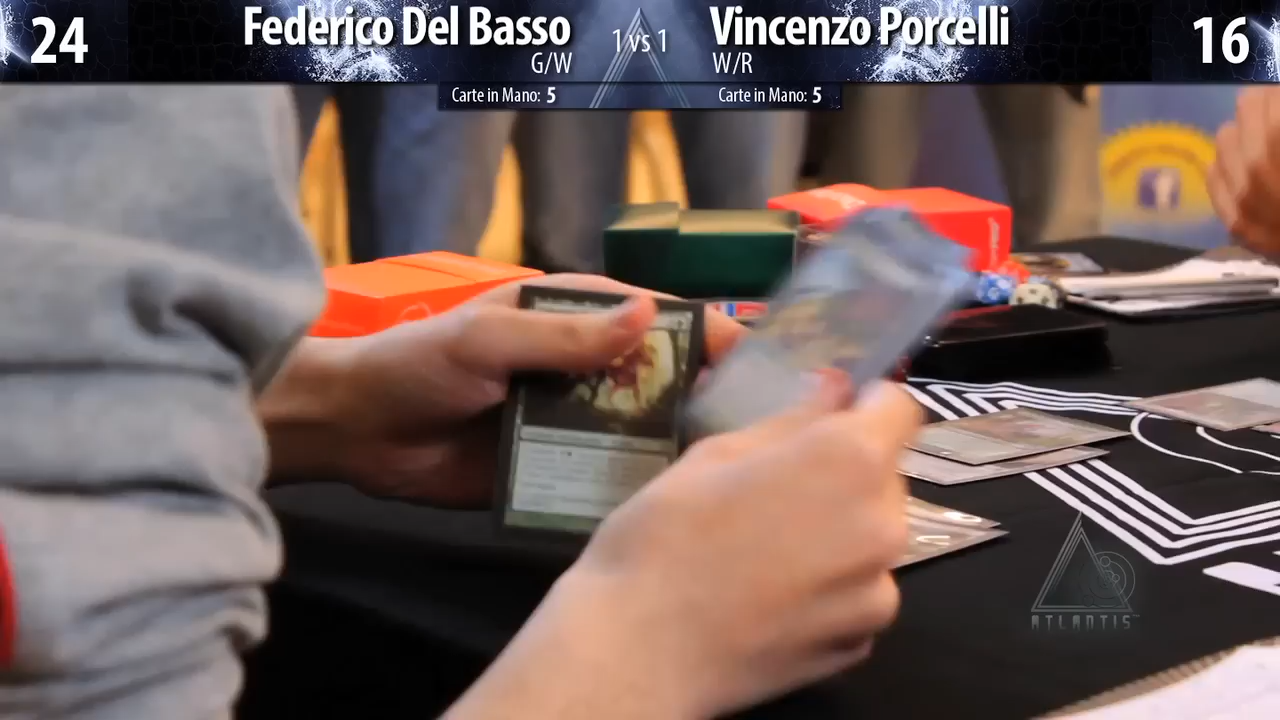 24
Federico Del Basso
G/W
1 vs 1
Vincenzo Porcelli
W/R
16
Carte in Mano: 5
Carte in Mano: 5
ATLANTIS